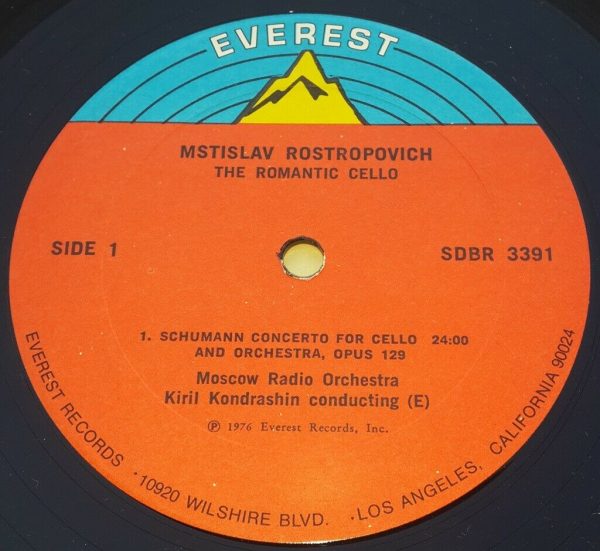 EVEREST
MSTISLAV ROSTROPOVICH
THE ROMANTIC CELLO
SIDE 1
SDBR 3391
1. SCHUMANN CONCERTO FOR CELLO 24:00
AND ORCHESTRA, OPUS 129
Moscow Radio Orchestra
Kiril Kondrashin conducting (E)
℗ 1976 Everest Records, Inc.
EVEREST RECORDS · 10920 WILSHIRE BLVD. · LOS ANGELES, CALIFORNIA 90024